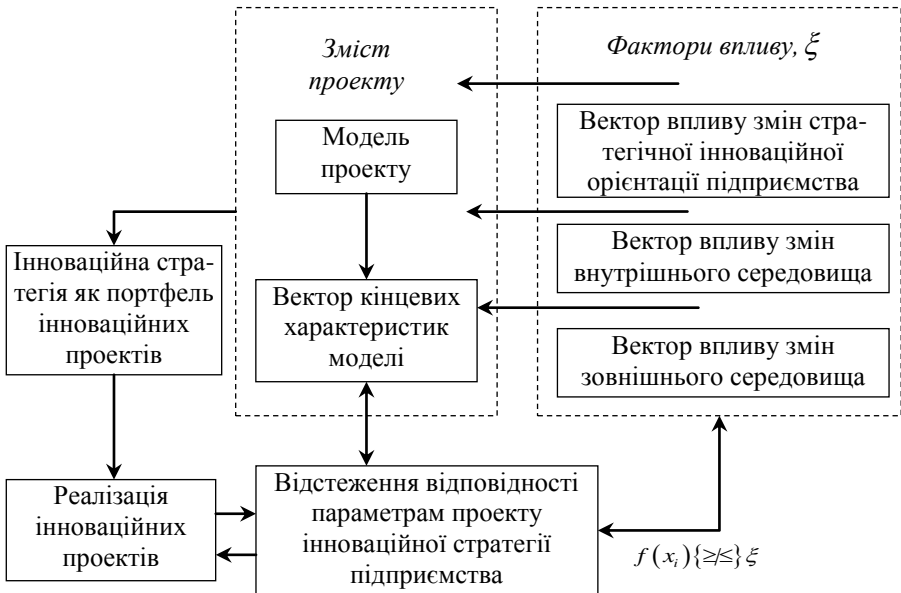 Зміст
проекту
Модель
проекту
Вектор кінцевих
характеристик
моделі
Фактори впливу, ξ
Вектор впливу змін стра-
тегічної інноваційної
орієнтації підприємства
Вектор впливу змін
внутрішнього середовища
Вектор впливу змін
зовнішнього середовища
Інноваційна стра-
тегія як портфель
інноваційних
проектів
Реалізація
інноваційних
проектів
Відстеження відповідності
параметрам проекту
інноваційної стратегії
підприємства
f(xᵢ){≥/≤}ξ